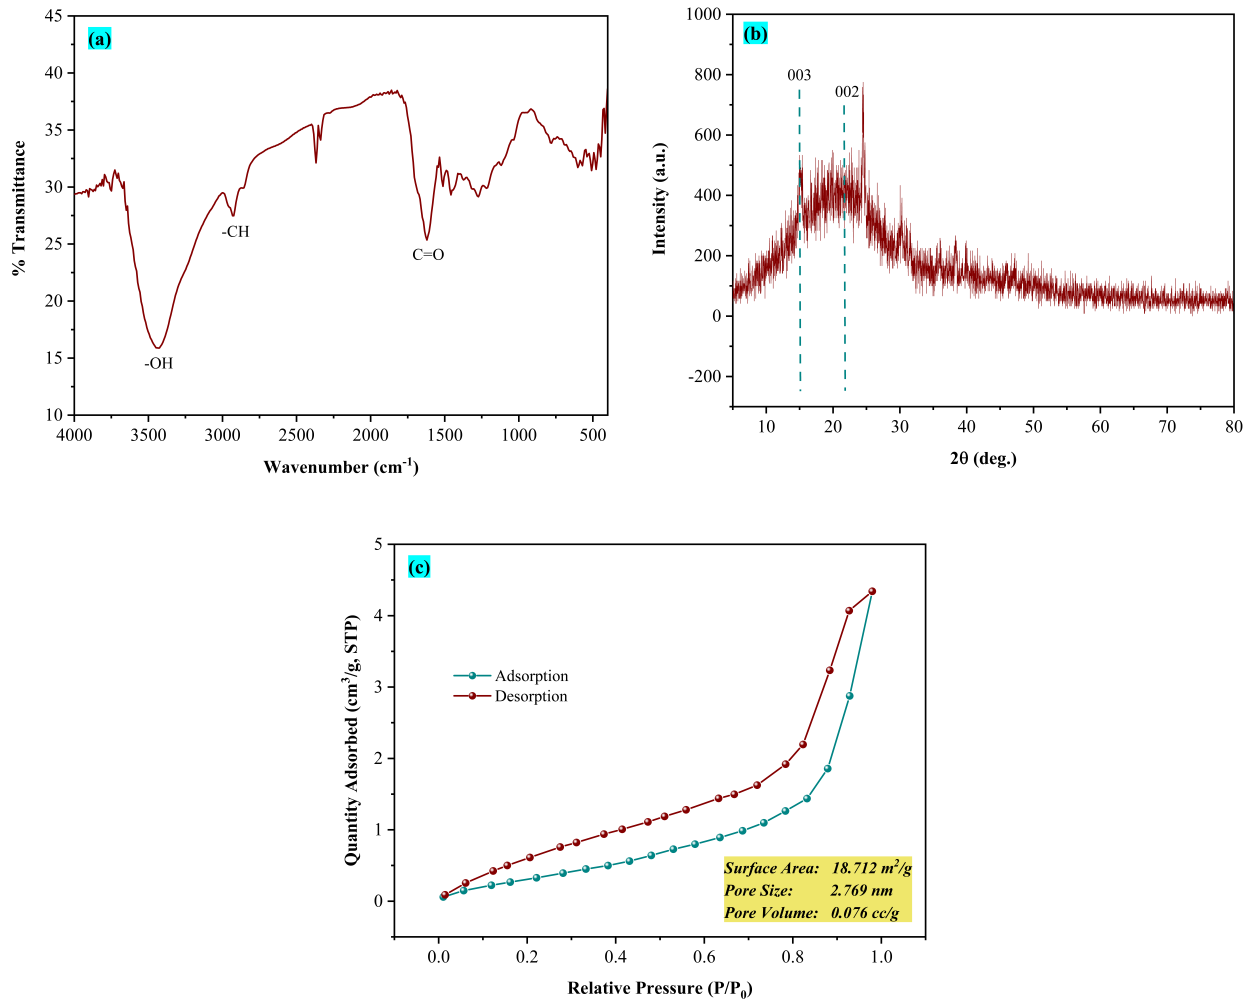 (a)
45
40
35
30
25
20
15
10
% Transmittance
-OH
-CH
C=O
4000 3500 3000 2500 2000 1500 1000 500
Wavenumber (cm⁻¹)
(b)
1000
800
600
400
200
0
-200
Intensity (a.u.)
003
002
10 20 30 40 50 60 70 80
2θ (deg.)
(c)
5
4
3
2
1
0
Quantity Adsorbed (cm³/g, STP)
Adsorption
Desorption
Surface Area: 18.712 m²/g
Pore Size: 2.769 nm
Pore Volume: 0.076 cc/g
0.0 0.2 0.4 0.6 0.8 1.0
Relative Pressure (P/P₀)